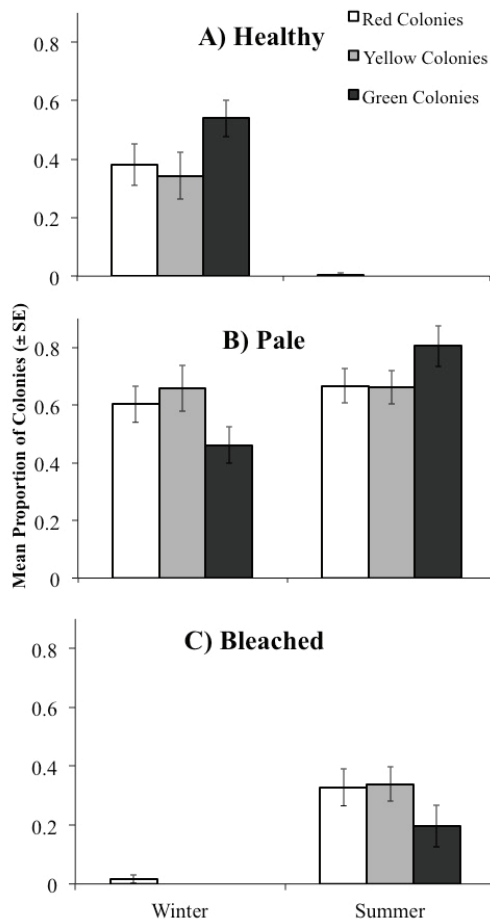 A) Healthy
Red Colonies
Yellow Colonies
Green Colonies
0.8
0.6
0.4
0.2
0
Mean Proportion of Colonies (±SE)
B) Pale
0.8
0.6
0.4
0.2
0
C) Bleached
0.8
0.6
0.4
0.2
0
Winter
Summer